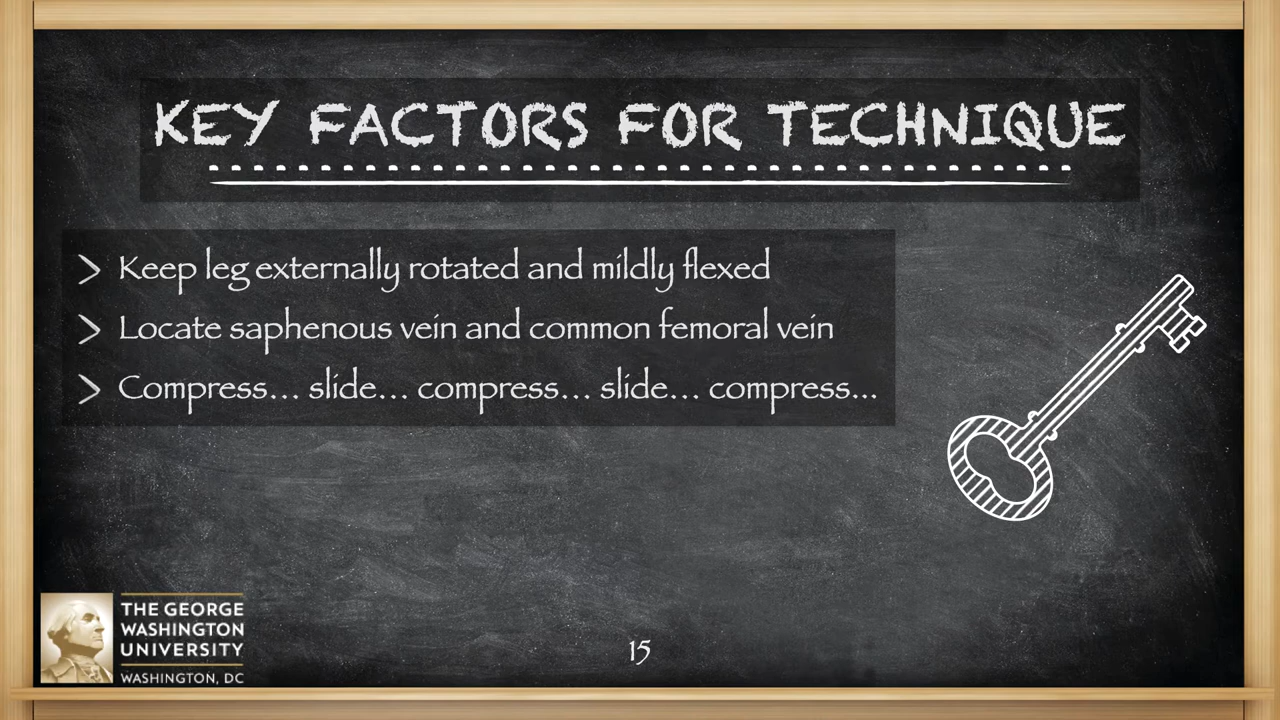 KEY FACTORS FOR TECHNIQUE
Keep leg externally rotated and mildly flexed
Locate saphenous vein and common femoral vein
Compress... slide... compress... slide... compress...
THE GEORGE
WASHINGTON
UNIVERSITY
WASHINGTON, DC
15